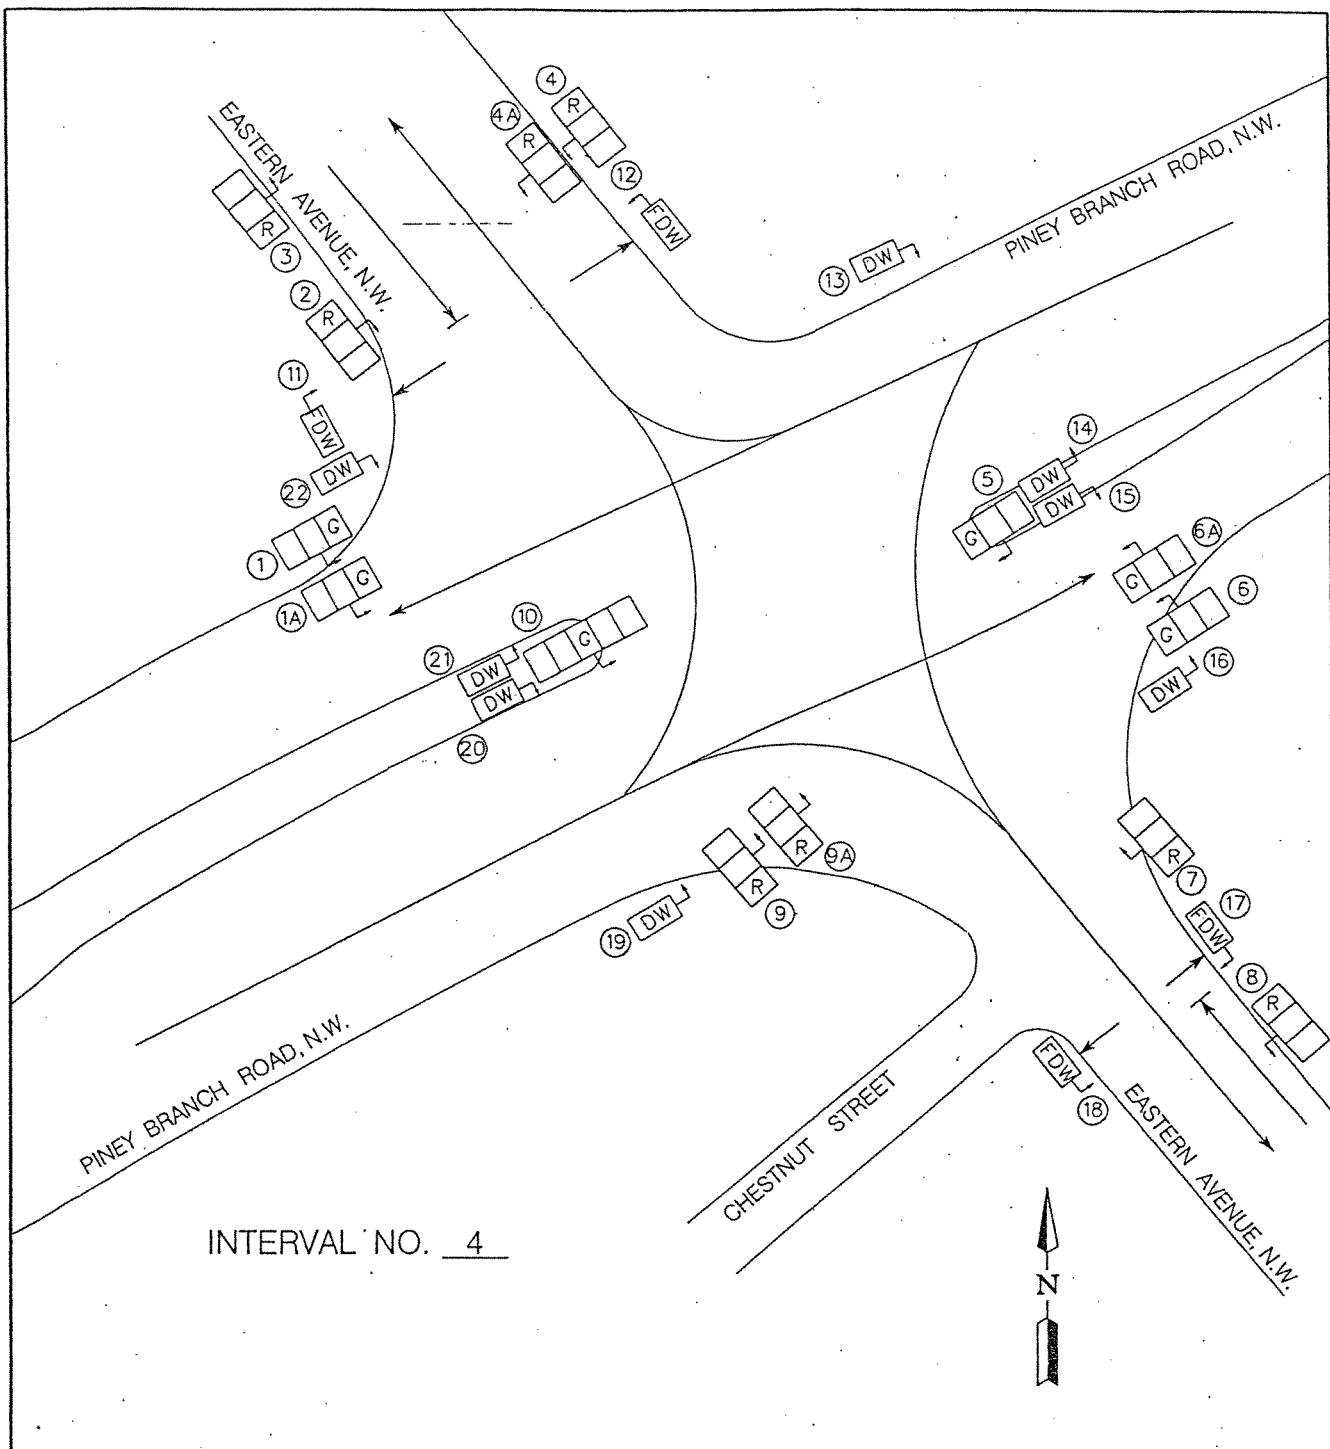 4
R
4A
R
12
FDW
EASTERN AVENUE, N.W.
R
3
2
R
PINEY BRANCH ROAD, N.W.
13
DW
11
FDW
22
DW
1
G
1A
G
14
DW
5
G
DW
15
6A
G
6
G
16
DW
10
G
21
DW
DW
20
R
9A
R
9
19
DW
R
7
17
FDW
8
R
FDW
18
PINEY BRANCH ROAD, N.W.
CHESTNUT STREET
EASTERN AVENUE, N.W.
INTERVAL NO. 4
N